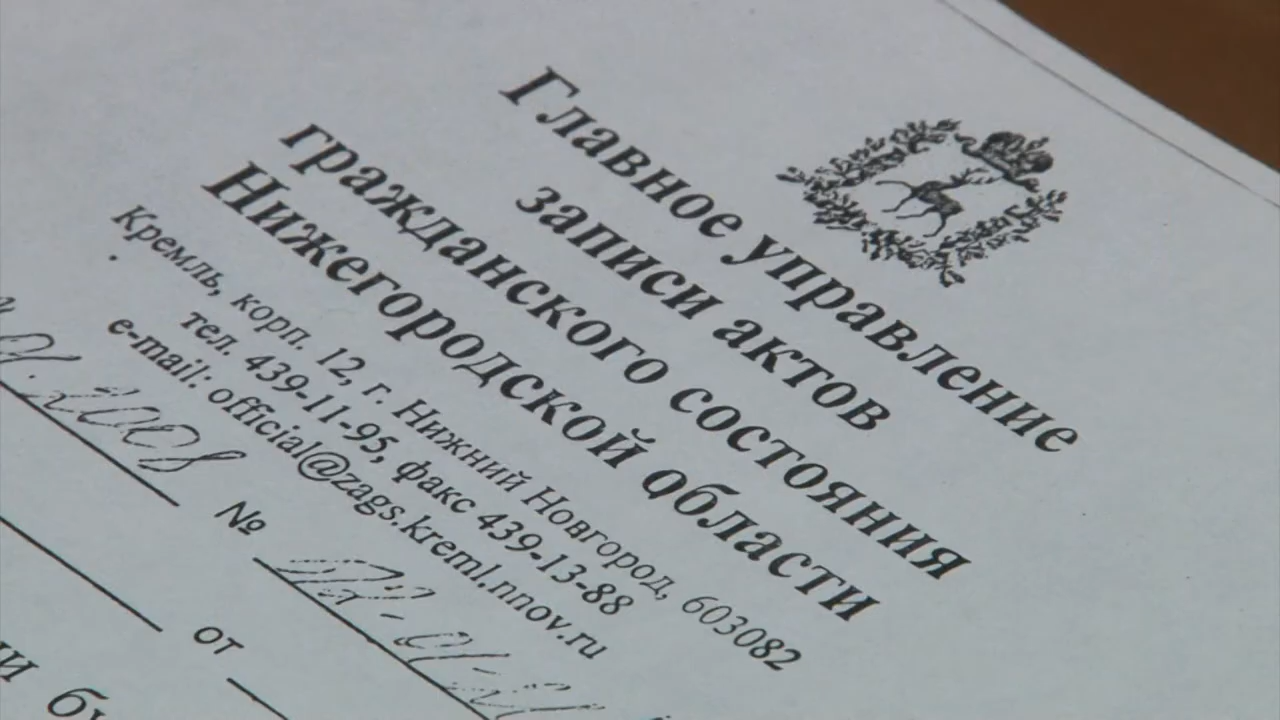 Главное управление
записи актов
гражданского состояния
Нижегородской области
Кремль, корп. 12, г. Нижний Новгород, 603082
тел. 439-11-95, факс 439-13-88
e-mail: official@zags.kreml.nnov.ru
2008 №
от